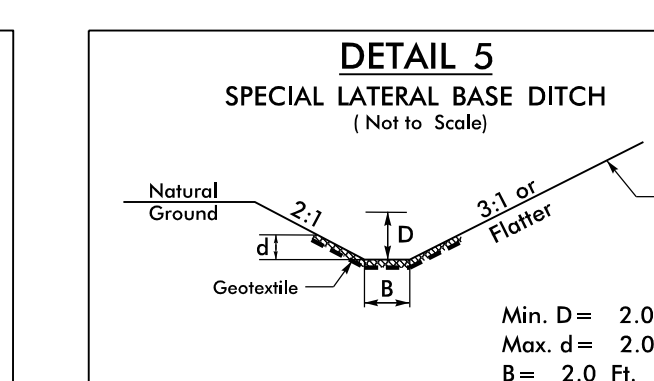 DETAIL 5
SPECIAL LATERAL BASE DITCH
( Not to Scale)
Natural
Ground
2:1
D
3:1 or
Flatter
d
Geotextile
B
Min. D = 2.0
Max. d = 2.0
B = 2.0 Ft.